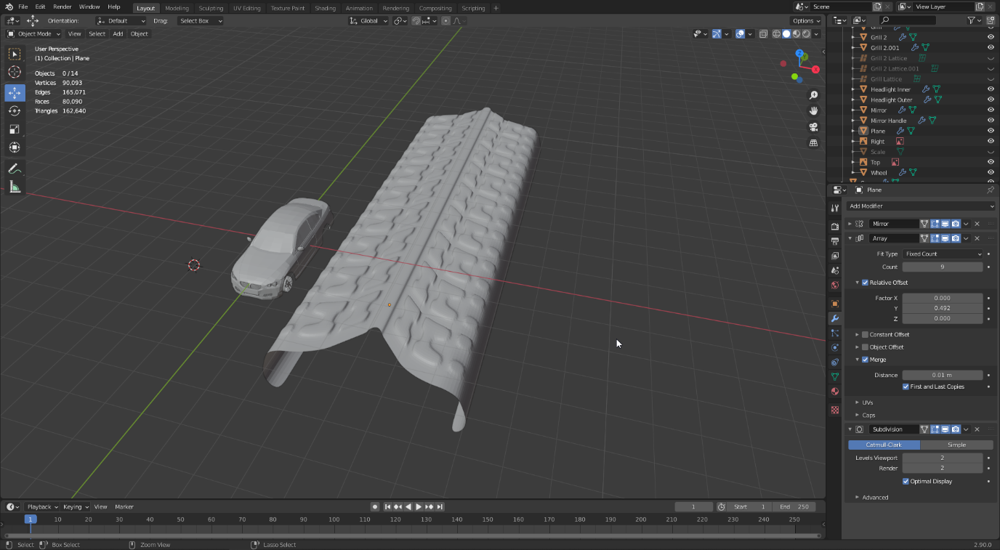 File Edit Render Window Help Layout Modeling Sculpting UV Editing Texture Paint Shading Animation Rendering Compositing Scripting + Scene View Layer
Orientation: Default Drag: Select Box Global Options
Object Mode View Select Add Object
User Perspective
(1) Collection | Plane
Objects 0/14
Vertices 90,093
Edges 165,071
Faces 80,090
Triangles 162,640
Z
Y
X
Grill
Grill 2
Grill 2.001
Grill 2 Lattice
Grill 2 Lattice.001
Grill Lattice
Headlight Inner
Headlight Outer
Mirror
Mirror Handle
Plane
Right
Scale
Top
Wheel
Plane
Add Modifier
Mirror
Array
Fit Type Fixed Count
Count 9
Relative Offset
Factor X 0.000
Y 0.492
Z 0.000
Constant Offset
Object Offset
Merge
Distance 0.01 m
First and Last Copies
UVs
Caps
Subdivision
Catmull-Clark Simple
Levels Viewport 2
Render 2
Optimal Display
Advanced
Playback Keying View Marker 1 Start 1 End 250
1 10 20 30 40 50 60 70 80 90 100 110 120 130 140 150 160 170 180 190 200 210 220 230 240 250
Select Box Select Zoom View Lasso Select 2.90.0